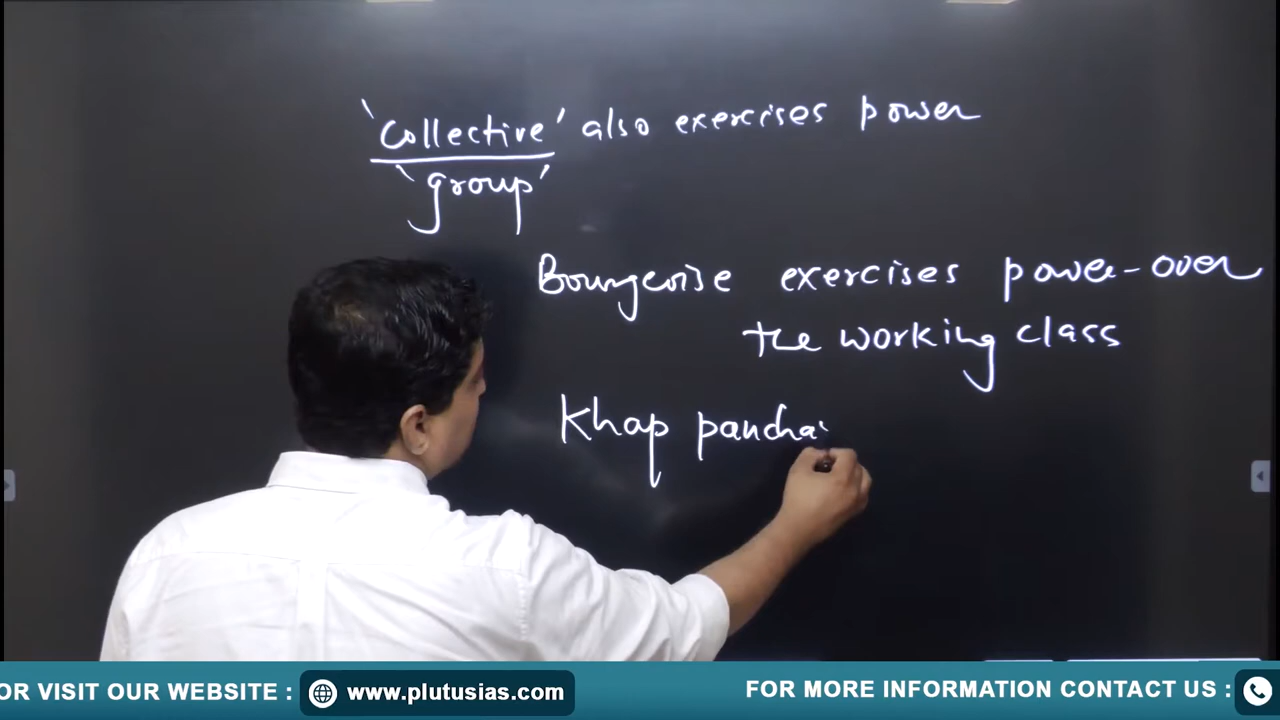 'Collective' also exercises power
'group'
Bourgeoise exercises power-over
the working class
Khap panchai
OR VISIT OUR WEBSITE : www.plutusias.com FOR MORE INFORMATION CONTACT US :